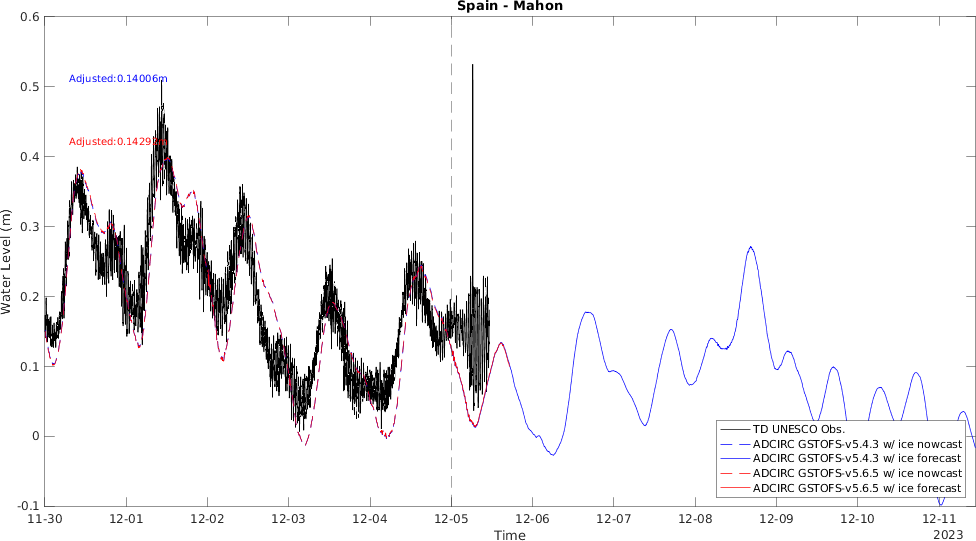 Spain - Mahon
0.6
0.5
0.4
0.3
0.2
0.1
0
-0.1
Water Level (m)
Adjusted:0.14006m
Adjusted:0.1429
TD UNESCO Obs.
ADCIRC GSTOFS-v5.4.3 w/ ice nowcast
ADCIRC GSTOFS-v5.4.3 w/ ice forecast
ADCIRC GSTOFS-v5.6.5 w/ ice nowcast
ADCIRC GSTOFS-v5.6.5 w/ ice forecast
11-30 12-01 12-02 12-03 12-04 12-05 12-06 12-07 12-08 12-09 12-10 12-11
Time
2023